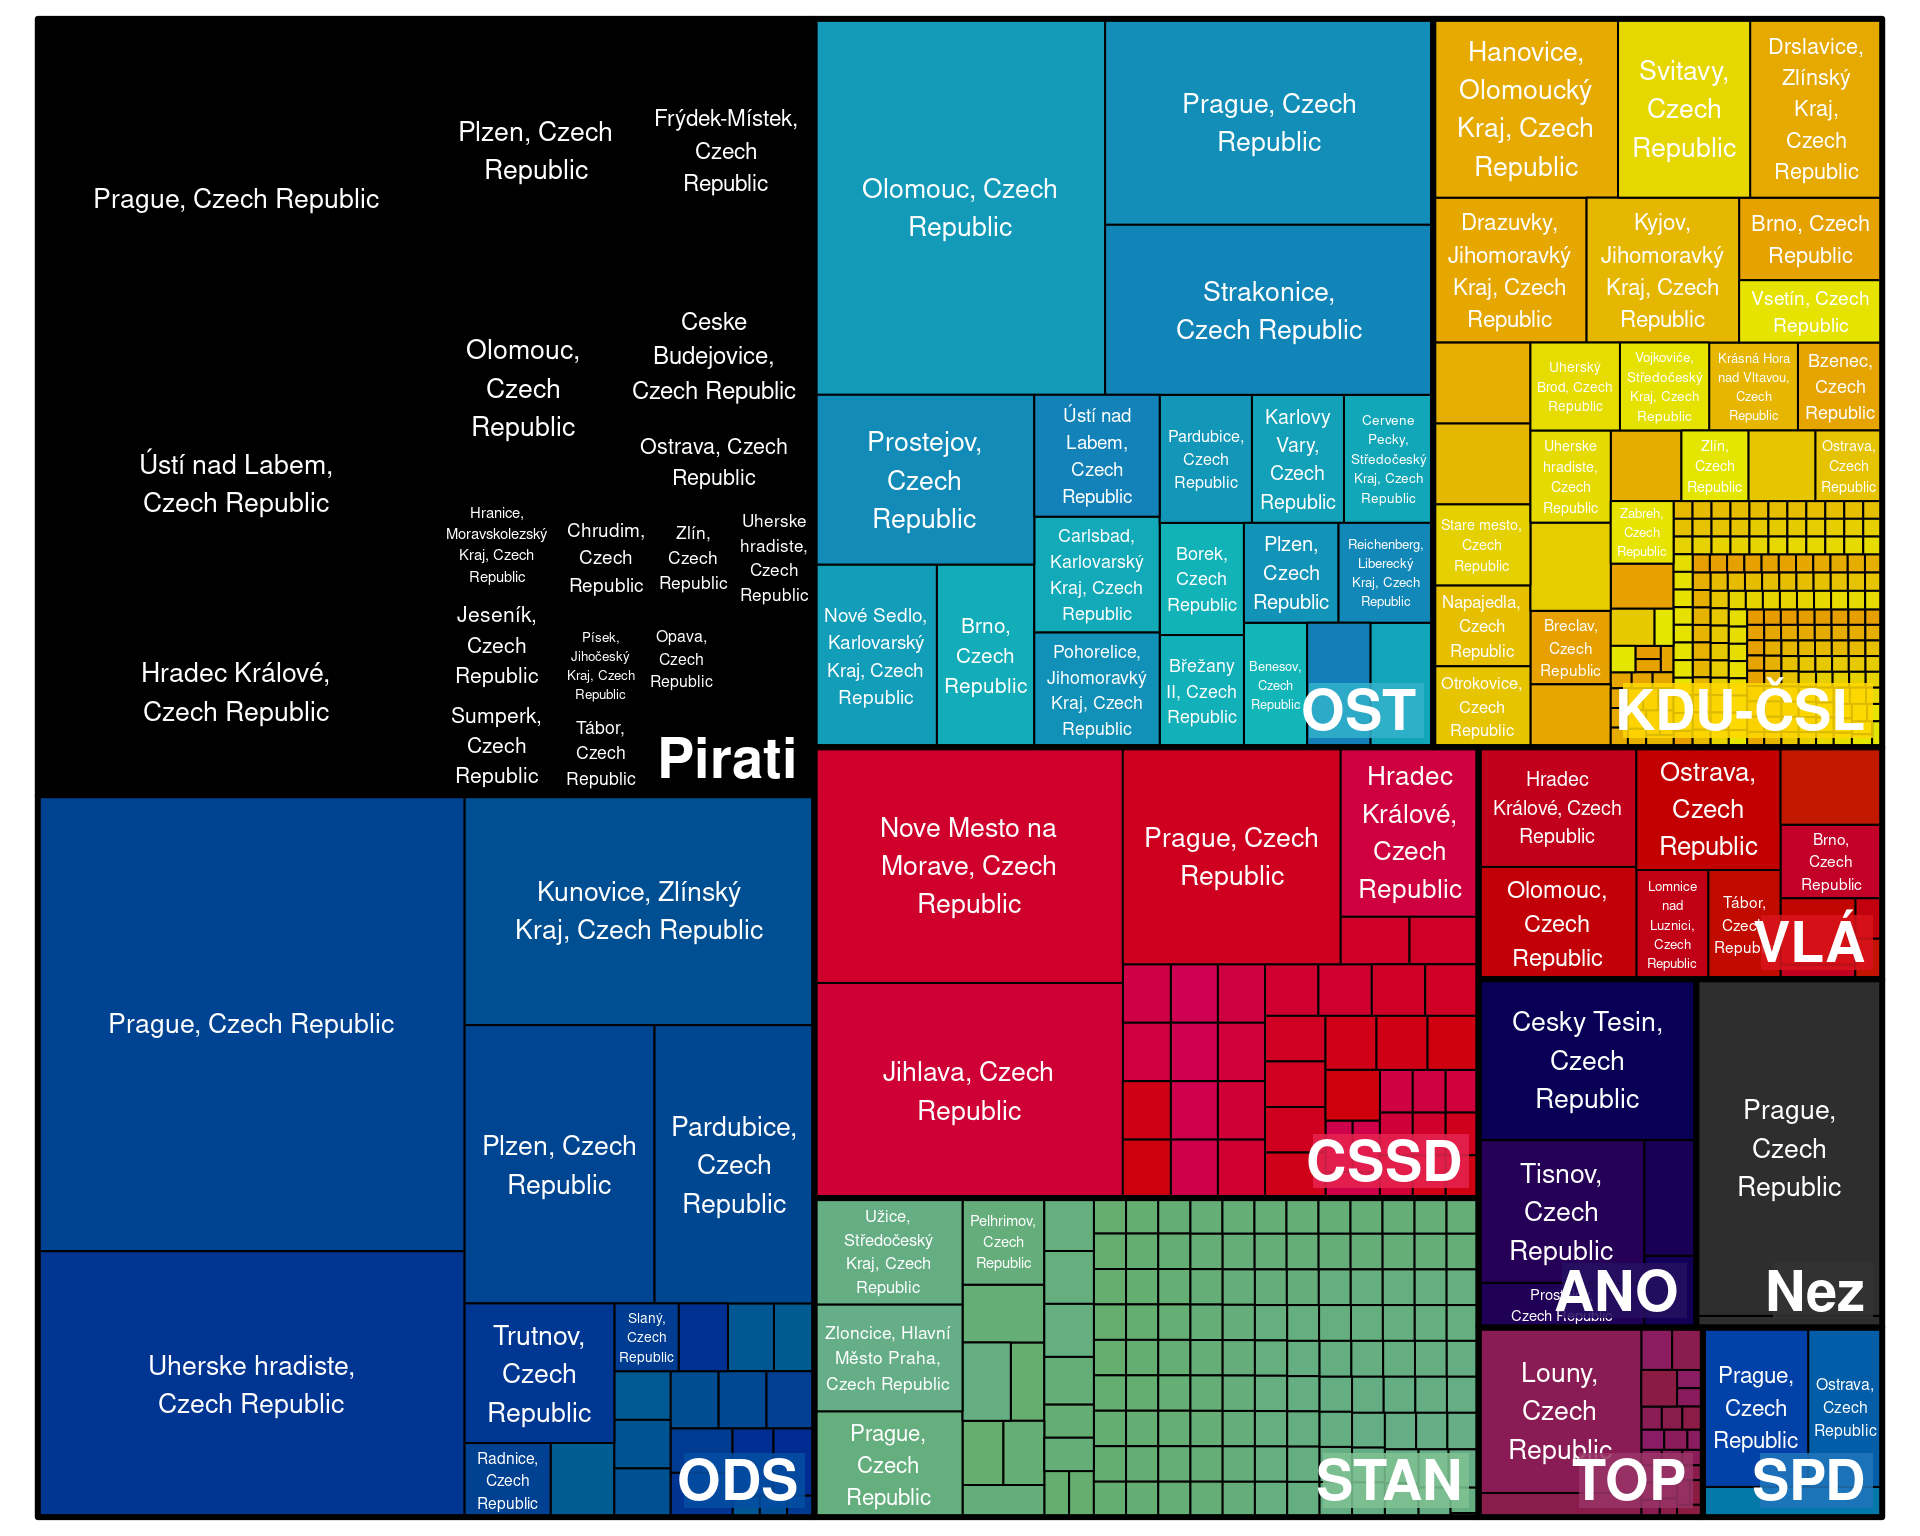 Prague, Czech Republic
Plzen, Czech
Republic
Frýdek-Místek,
Czech
Republic
Ústí nad Labem,
Czech Republic
Olomouc,
Czech
Republic
Ceske
Budejovice,
Czech Republic
Ostrava, Czech
Republic
Hradec Králové,
Czech Republic
Hranice,
Moravskolezský
Kraj, Czech
Republic
Chrudim,
Czech
Republic
Zlín,
Czech
Republic
Uherske
hradiste,
Czech
Republic
Jeseník,
Czech
Republic
Písek,
Jihočeský
Kraj, Czech
Republic
Opava,
Czech
Republic
Sumperk,
Czech
Republic
Tábor,
Czech
Republic
Pirati
Prague, Czech Republic
Kunovice, Zlínský
Kraj, Czech Republic
Plzen, Czech
Republic
Pardubice,
Czech
Republic
Uherske hradiste,
Czech Republic
Trutnov,
Czech
Republic
Slaný,
Czech
Republic
Radnice,
Czech
Republic
ODS
Olomouc, Czech
Republic
Prague, Czech
Republic
Strakonice,
Czech Republic
Prostejov,
Czech
Republic
Ústí nad
Labem,
Czech
Republic
Pardubice,
Czech
Republic
Karlovy
Vary,
Czech
Republic
Cervene
Pecky,
Středočeský
Kraj, Czech
Republic
Nové Sedlo,
Karlovarský
Kraj, Czech
Republic
Brno,
Czech
Republic
Carlsbad,
Karlovarský
Kraj, Czech
Republic
Pohorelice,
Jihomoravký
Kraj, Czech
Republic
Borek,
Czech
Republic
Plzen,
Czech
Republic
Reichenberg,
Liberecký
Kraj, Czech
Republic
Břežany
II, Czech
Republic
Benesov,
Czech
Republic
OST
Hanovice,
Olomoucký
Kraj, Czech
Republic
Svitavy,
Czech
Republic
Drslavice,
Zlínský
Kraj,
Czech
Republic
Drazuvky,
Jihomoravký
Kraj, Czech
Republic
Kyjov,
Jihomoravký
Kraj, Czech
Republic
Brno, Czech
Republic
Vsetín, Czech
Republic
Uherský
Brod, Czech
Republic
Vojkoviće,
Středočeský
Kraj, Czech
Republic
Krásná Hora
nad Vltavou,
Czech
Republic
Bzenec,
Czech
Republic
Uherske
hradiste,
Czech
Republic
Zlín,
Czech
Republic
Ostrava,
Czech
Republic
Stare mesto,
Czech
Republic
Zabreh,
Czech
Republic
Napajedla,
Czech
Republic
Breclav,
Czech
Republic
Otrokovice,
Czech
Republic
KDU-ČSL
Nove Mesto na
Morave, Czech
Republic
Prague, Czech
Republic
Hradec
Králové,
Czech
Republic
Jihlava, Czech
Republic
CSSD
Hradec
Králové, Czech
Republic
Ostrava,
Czech
Republic
Brno,
Czech
Republic
Olomouc,
Czech
Republic
Lomnice
nad
Luznici,
Czech
Republic
Tábor,
Czech
Repub
VLÁ
Cesky Tesin,
Czech
Republic
Tisnov,
Czech
Republic
Czech Republic
ANO
Prague,
Czech
Republic
Nez
Užice,
Středočeský
Kraj, Czech
Republic
Pelhrimov,
Czech
Republic
Zloncice, Hlavní
Město Praha,
Czech Republic
Prague,
Czech
Republic
STAN
Louny,
Czech
Republic
TOP
Prague,
Czech
Republic
Ostrava,
Czech
Republic
SPD